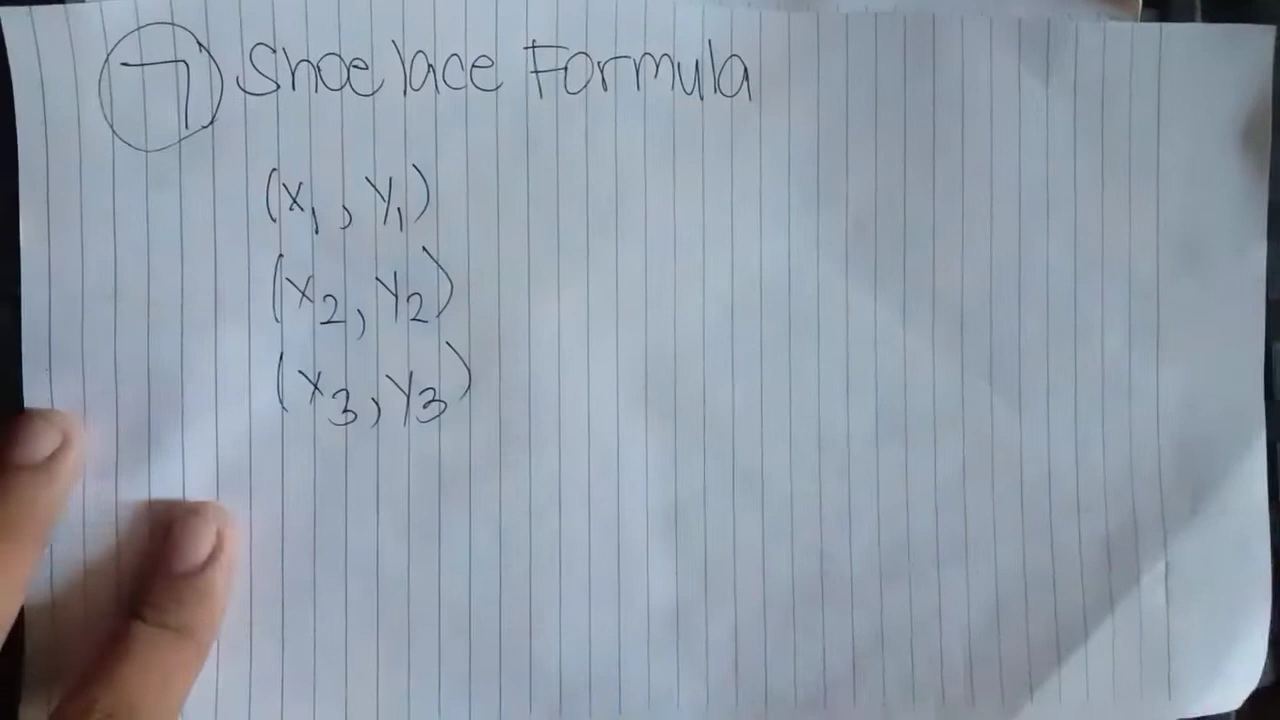 7 Shoelace Formula
(x₁, y₁)
(x₂, y₂)
(x₃, y₃)